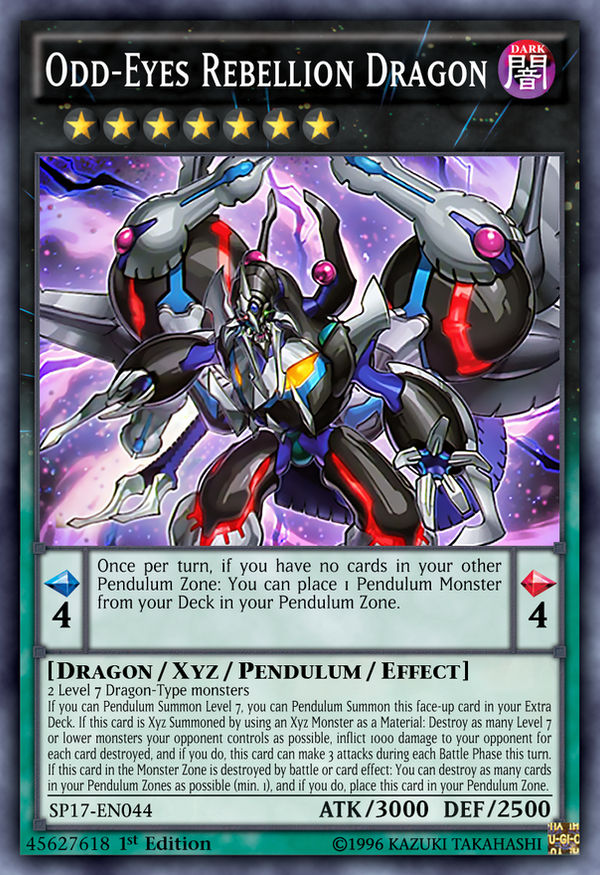 ODD-EYES REBELLION DRAGON
DARK
闇
Once per turn, if you have no cards in your other
Pendulum Zone: You can place 1 Pendulum Monster
from your Deck in your Pendulum Zone.
4
4
[DRAGON / XYZ / PENDULUM / EFFECT]
2 Level 7 Dragon-Type monsters
If you can Pendulum Summon Level 7, you can Pendulum Summon this face-up card in your Extra
Deck. If this card is Xyz Summoned by using an Xyz Monster as a Material: Destroy as many Level 7
or lower monsters your opponent controls as possible, inflict 1000 damage to your opponent for
each card destroyed, and if you do, this card can make 3 attacks during each Battle Phase this turn.
If this card in the Monster Zone is destroyed by battle or card effect: You can destroy as many cards
in your Pendulum Zones as possible (min. 1), and if you do, place this card in your Pendulum Zone.
SP17-EN044 ATK/3000 DEF/2500
45627618 1st Edition ©1996 KAZUKI TAKAHASHI